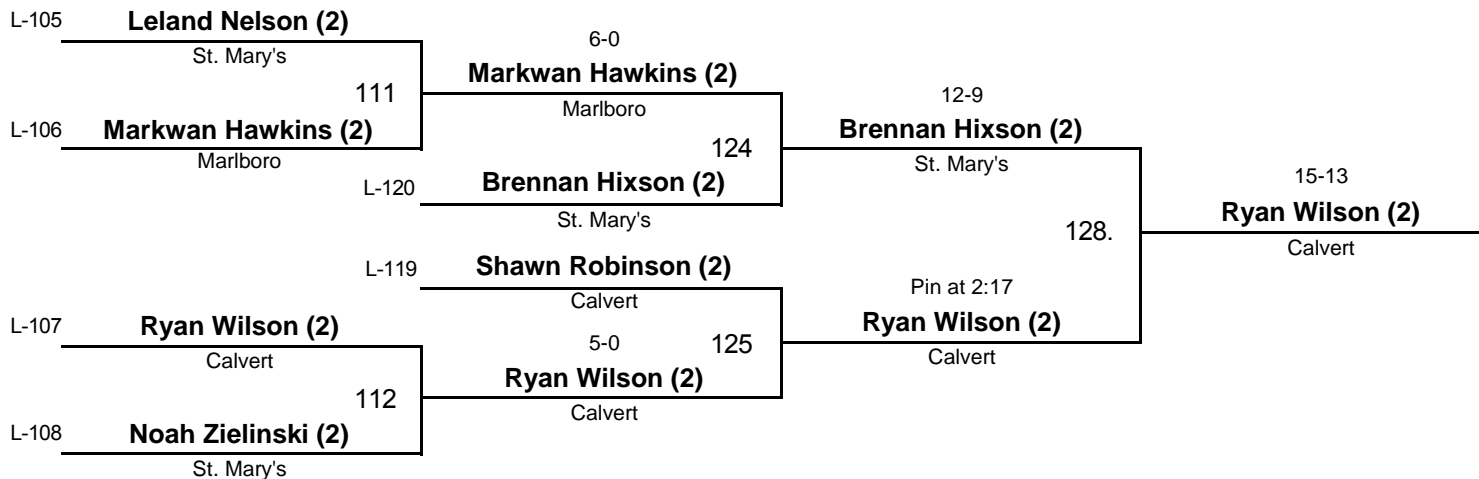 L-105
Leland Nelson (2)
St. Mary's
6-0
111
Markwan Hawkins (2)
Marlboro
12-9
L-106
Markwan Hawkins (2)
Marlboro
124
Brennan Hixson (2)
St. Mary's
L-120
Brennan Hixson (2)
St. Mary's
15-13
128.
Ryan Wilson (2)
Calvert
L-119
Shawn Robinson (2)
Calvert
Pin at 2:17
L-107
Ryan Wilson (2)
Calvert
5-0
125
Ryan Wilson (2)
Calvert
112
Ryan Wilson (2)
Calvert
L-108
Noah Zielinski (2)
St. Mary's